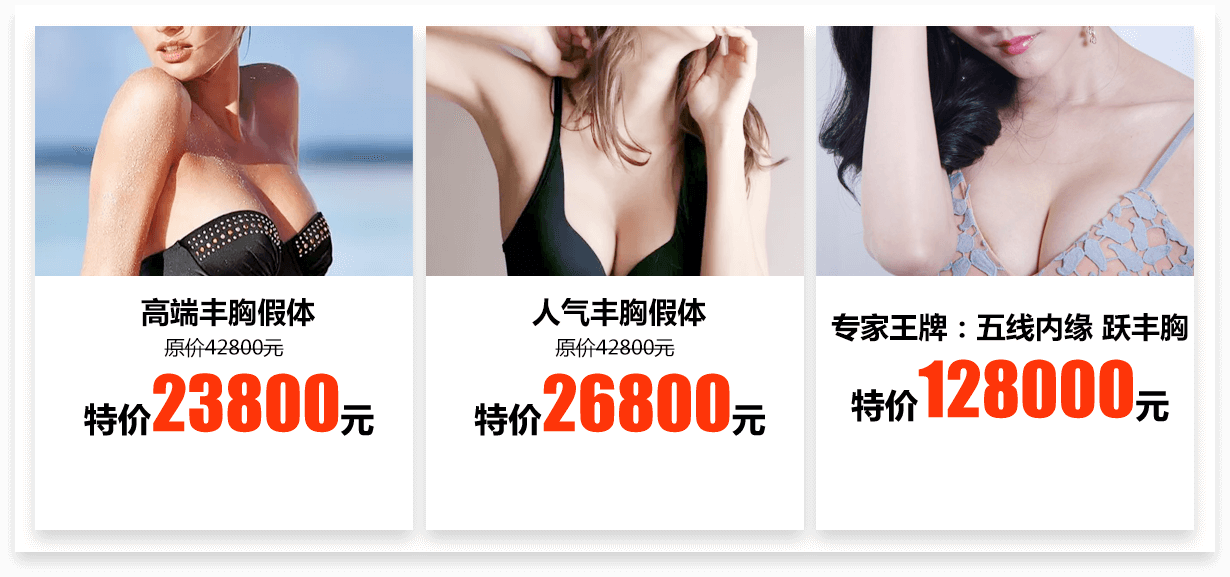 高端丰胸假体
原价42800元
特价23800元
人气丰胸假体
原价42800元
特价26800元
专家王牌：五线内缘 跃丰胸
特价128000元